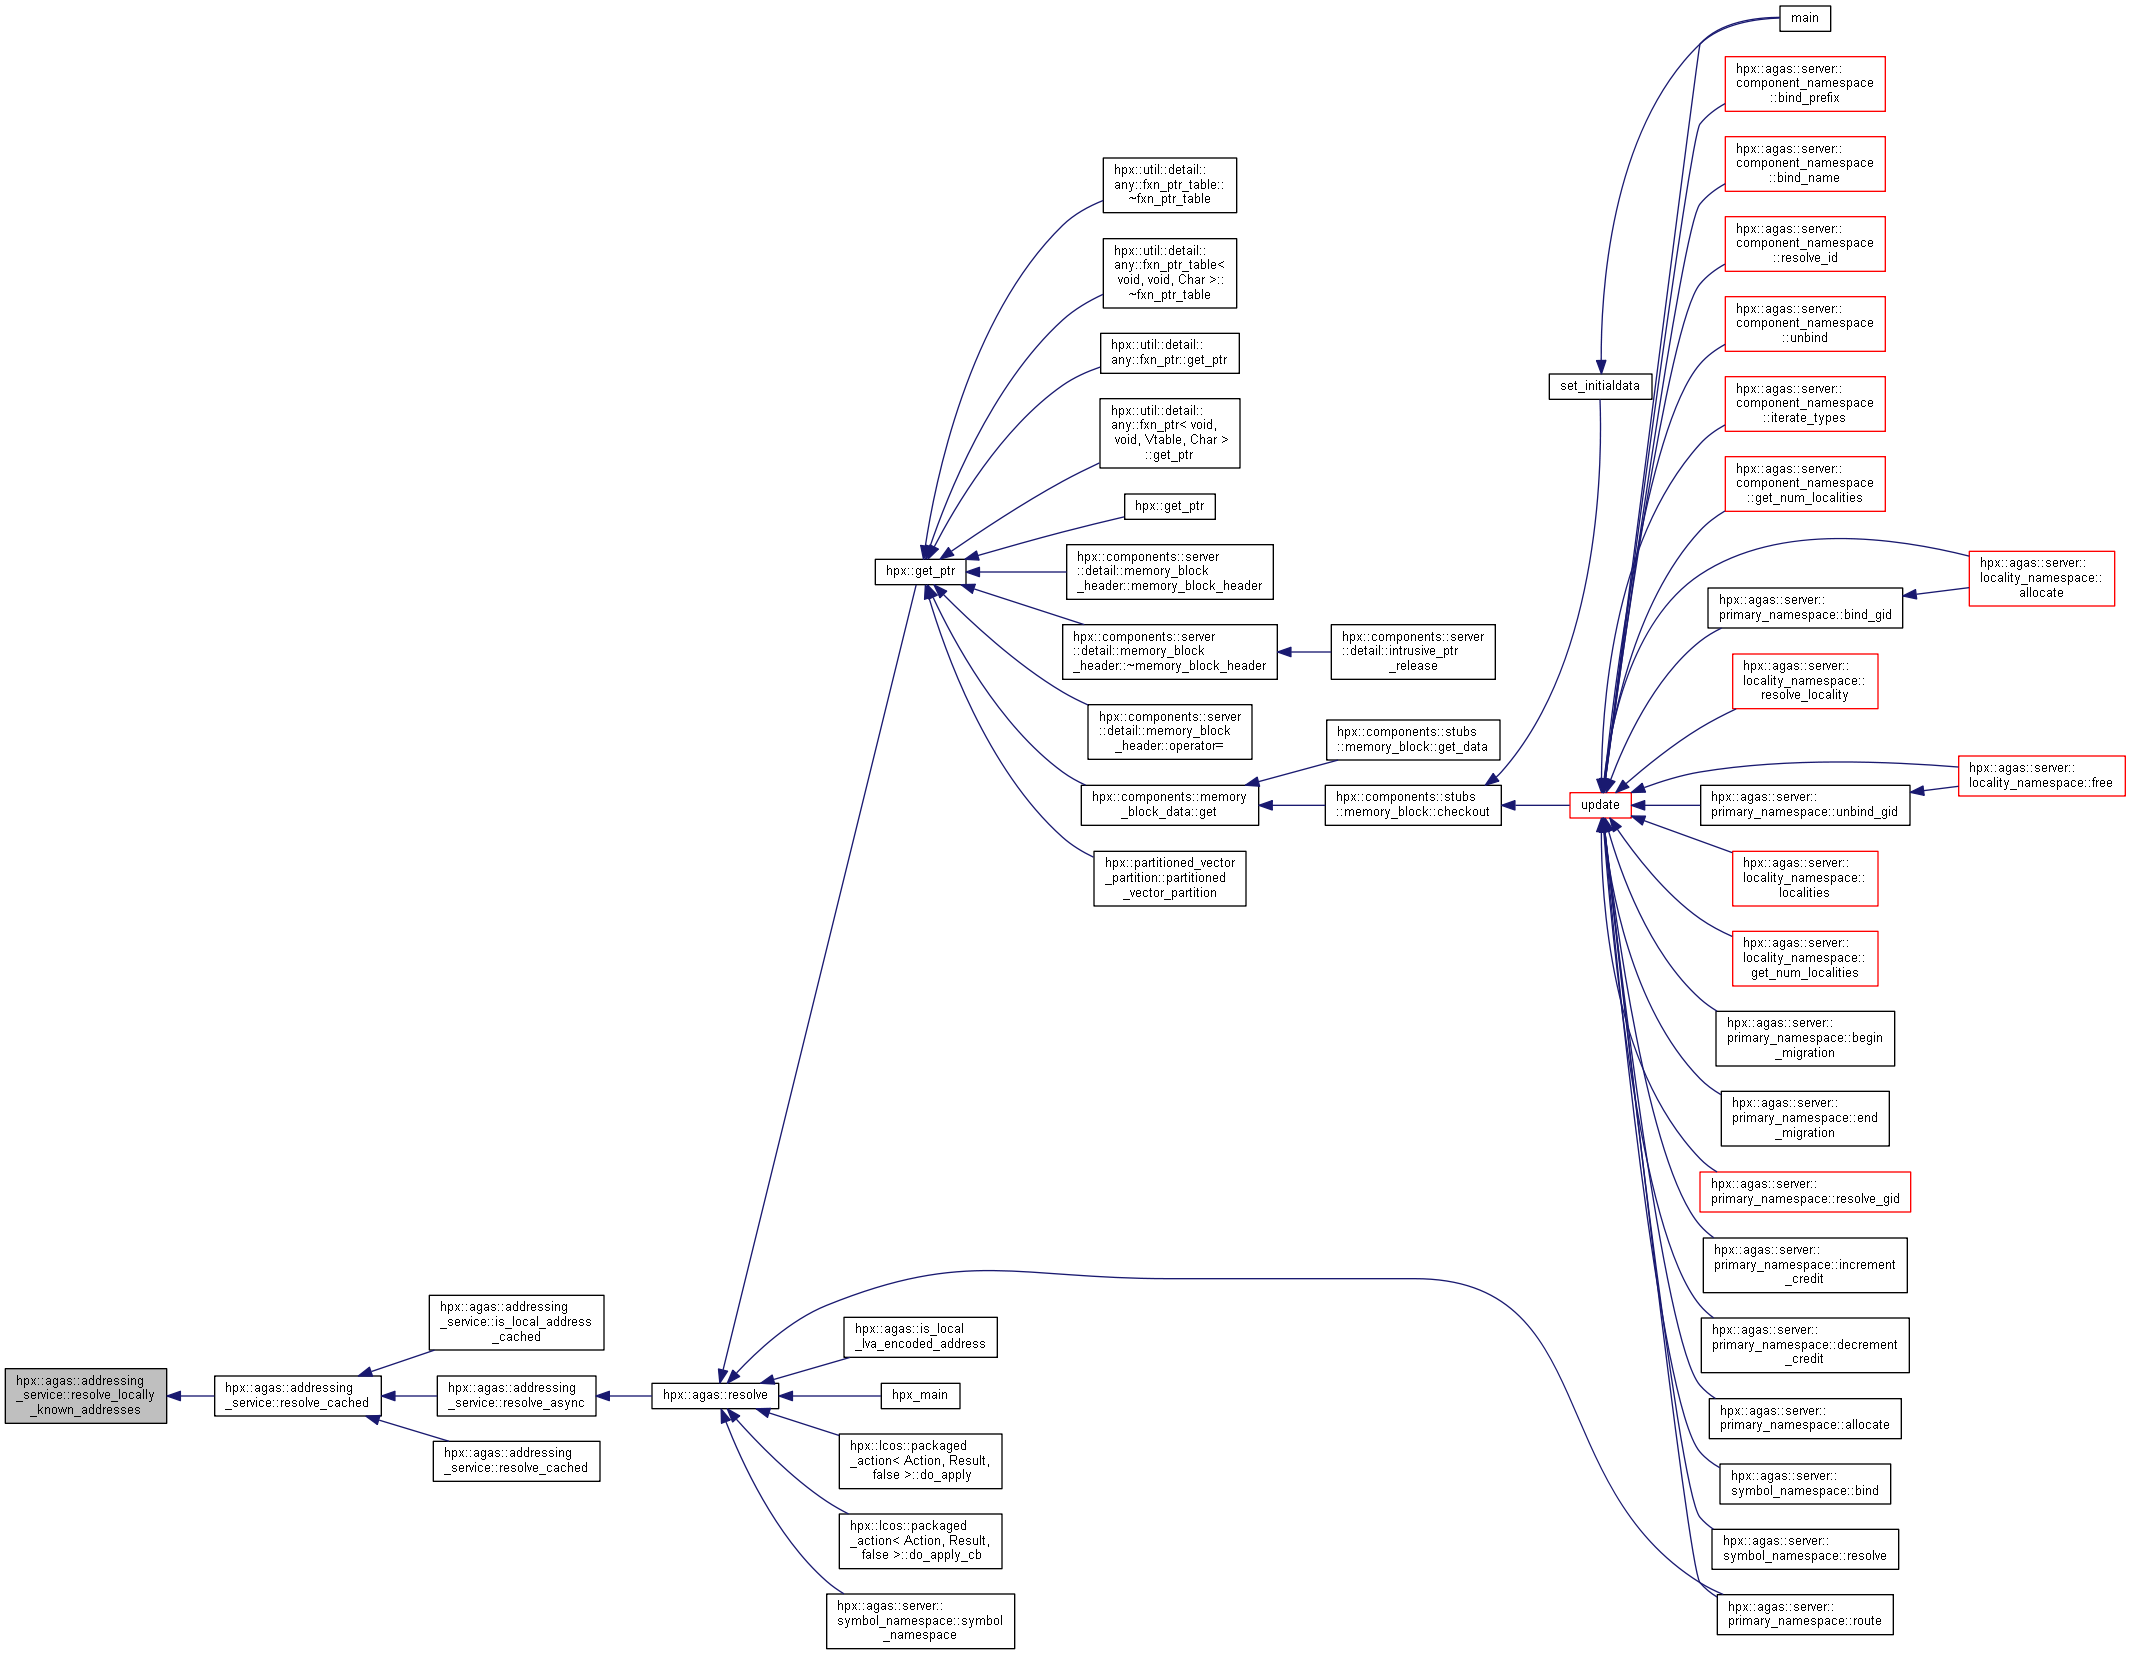 main
hpx::agas::server::
component_namespace
::bind_prefix
hpx::agas::server::
component_namespace
::bind_name
hpx::agas::server::
component_namespace
::resolve_id
hpx::agas::server::
component_namespace
::unbind
hpx::agas::server::
component_namespace
::iterate_types
hpx::agas::server::
component_namespace
::get_num_localities
hpx::agas::server::
locality_namespace::
allocate
hpx::agas::server::
primary_namespace::bind_gid
hpx::agas::server::
locality_namespace::
resolve_locality
hpx::agas::server::
locality_namespace::free
hpx::agas::server::
primary_namespace::unbind_gid
hpx::agas::server::
locality_namespace::
localities
hpx::agas::server::
locality_namespace::
get_num_localities
hpx::agas::server::
primary_namespace::begin
_migration
hpx::agas::server::
primary_namespace::end
_migration
hpx::agas::server::
primary_namespace::resolve_gid
hpx::agas::server::
primary_namespace::increment
_credit
hpx::agas::server::
primary_namespace::decrement
_credit
hpx::agas::server::
primary_namespace::allocate
hpx::agas::server::
symbol_namespace::bind
hpx::agas::server::
symbol_namespace::resolve
hpx::agas::server::
primary_namespace::route
set_initialdata
update
hpx::util::detail::
any::fxn_ptr_table::
~fxn_ptr_table
hpx::util::detail::
any::fxn_ptr_table<
void, void, Char >::
~fxn_ptr_table
hpx::util::detail::
any::fxn_ptr::get_ptr
hpx::util::detail::
any::fxn_ptr< void,
void, Vtable, Char >
::get_ptr
hpx::get_ptr
hpx::get_ptr
hpx::components::server
::detail::memory_block
_header::memory_block_header
hpx::components::server
::detail::memory_block
_header::~memory_block_header
hpx::components::server
::detail::intrusive_ptr
_release
hpx::components::server
::detail::memory_block
_header::operator=
hpx::components::stubs
::memory_block::get_data
hpx::components::memory
_block_data::get
hpx::components::stubs
::memory_block::checkout
hpx::partitioned_vector
_partition::partitioned
_vector_partition
hpx::agas::addressing
_service::is_local_address
_cached
hpx::agas::is_local
_lva_encoded_address
hpx::agas::addressing
_service::resolve_locally
_known_addresses
hpx::agas::addressing
_service::resolve_cached
hpx::agas::addressing
_service::resolve_async
hpx::agas::resolve
hpx_main
hpx::agas::addressing
_service::resolve_cached
hpx::lcos::packaged
_action< Action, Result,
false >::do_apply
hpx::lcos::packaged
_action< Action, Result,
false >::do_apply_cb
hpx::agas::server::
symbol_namespace::symbol
_namespace